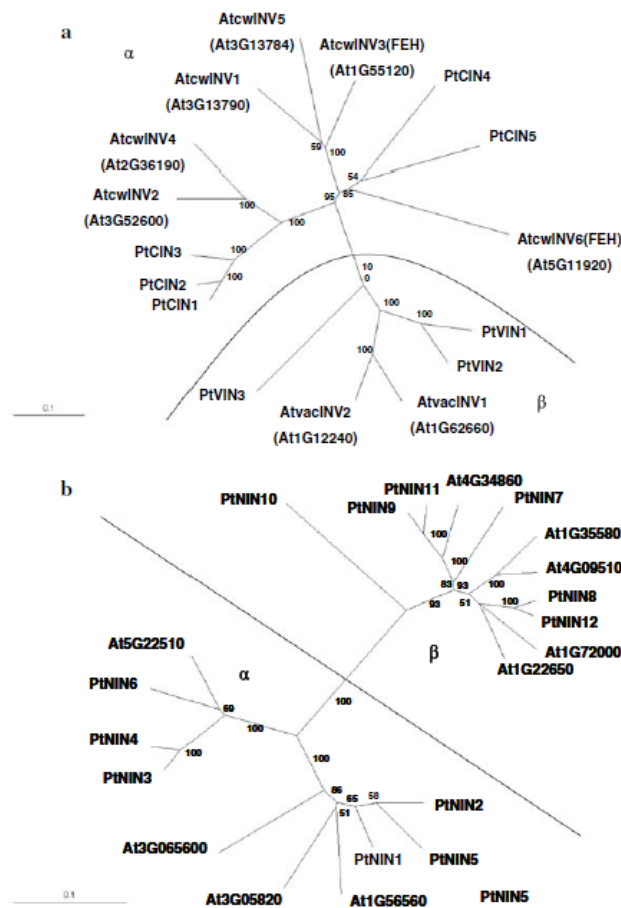 a
α
AtcwINV5
(At3G13784)
AtcwINV3(FEH)
(At1G55120)
AtcwINV1
(At3G13790)
PtCIN4
AtcwINV4
(At2G36190)
PtCIN5
59
100
54
85
95
AtcwINV2
(At3G52600)
100
100
AtcwINV6(FEH)
(At5G11920)
PtCIN3
100
PtCIN2
100
PtCIN1
10
0
100
100
PtVIN1
100
PtVIN2
PtVIN3
AtvacINV2
(At1G12240)
AtvacINV1
(At1G62660)
β
0.1
b
PtNIN10
PtNIN11
At4G34860
PtNIN9
PtNIN7
100
At1G35580
100
At4G09510
83
93
100
PtNIN8
93
51
100
PtNIN12
At1G72000
At1G22650
β
At5G22510
α
PtNIN6
69
100
100
PtNIN4
100
PtNIN3
100
86
65
58
51
PtNIN2
At3G065600
PtNIN1
PtNIN5
At3G05820
At1G56560
PtNIN5
0.1